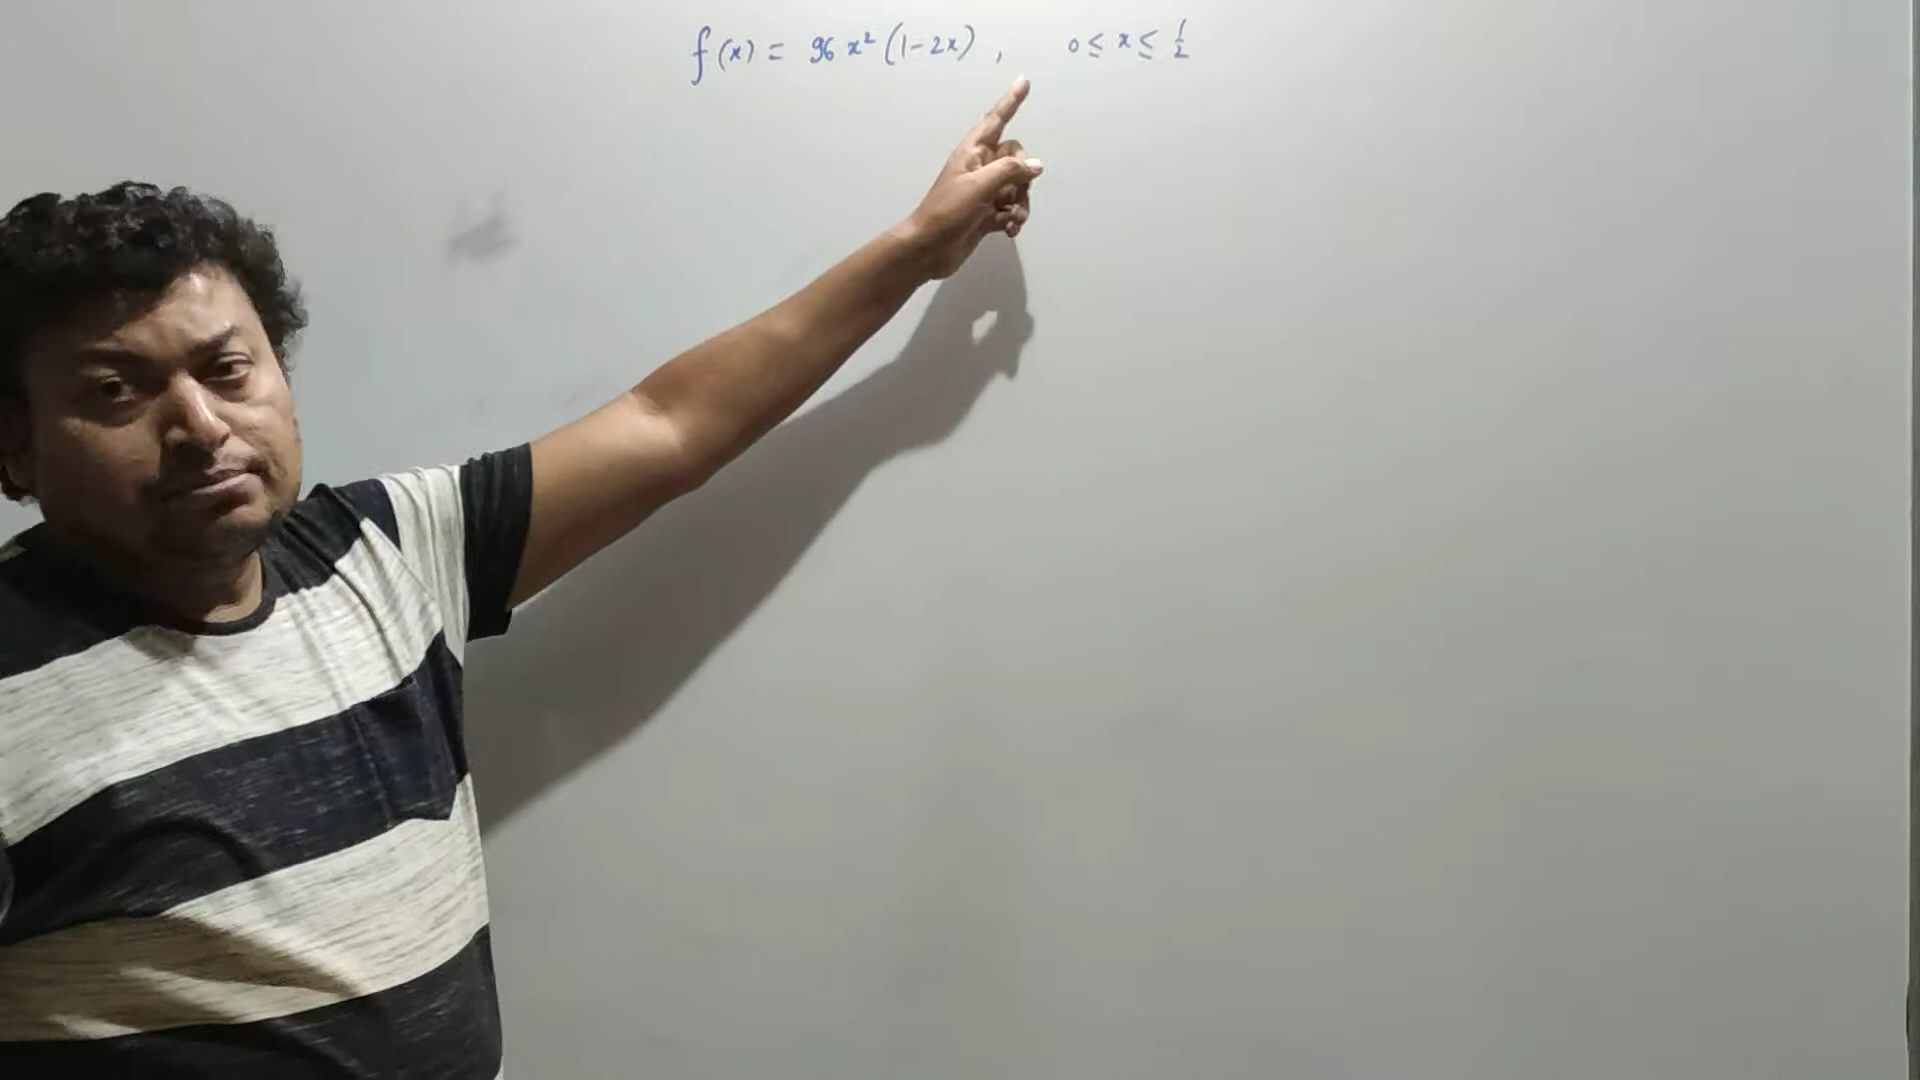 f(x) = 96 x² (1-2x) , 0 ≤ x ≤ 1/2